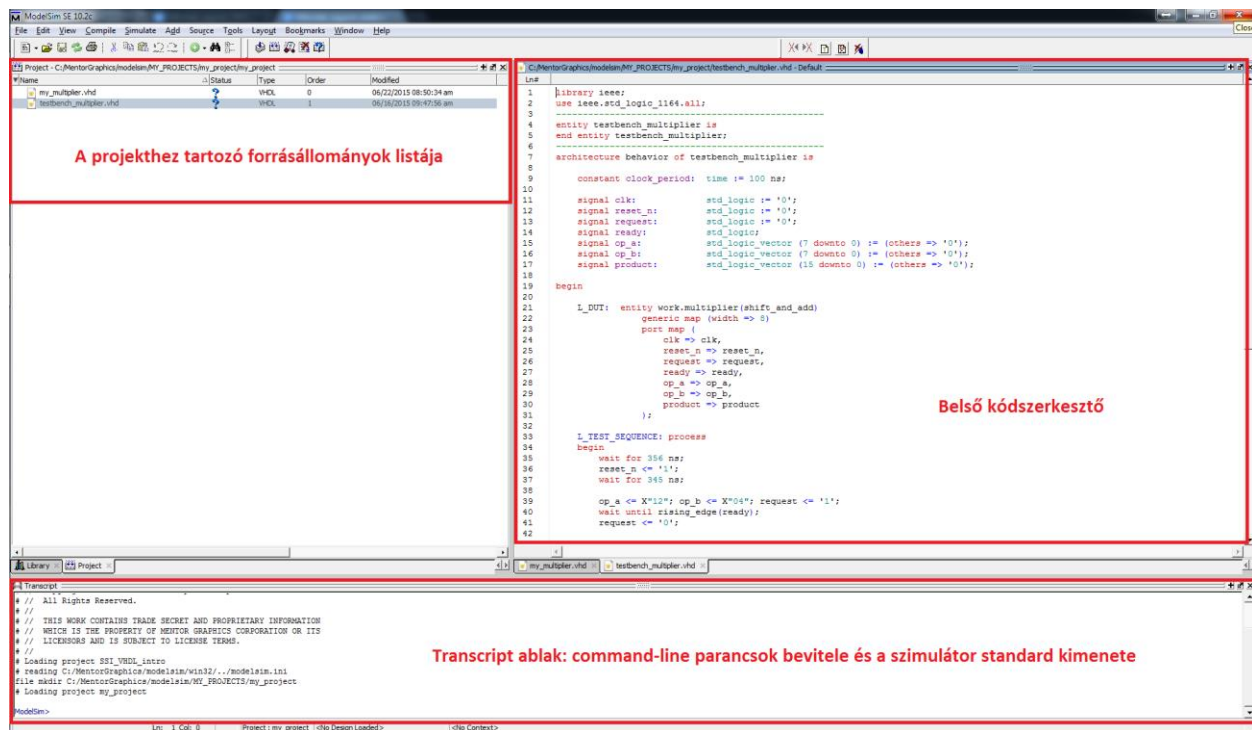 ModelSim SE 10.2c
File Edit View Compile Simulate Add Source Tools Layout Bookmarks Window Help
Close
Project - C:/MentorGraphics/modelsim/MY_PROJECTS/my_project/my_project
Name Status Type Order Modified
my_multiplier.vhd ? VHDL 0 06/22/2015 08:50:34 am
testbench_multiplier.vhd ? VHDL 1 06/16/2015 09:47:56 am
A projekthez tartozó forrásállományok listája
Library Project
C:/MentorGraphics/modelsim/MY_PROJECTS/my_project/testbench_multiplier.vhd - Default
Ln#
1 library ieee;
2 use ieee.std_logic_1164.all;
3 --------------------------------------------------
4 entity testbench_multiplier is
5 end entity testbench_multiplier;
6 --------------------------------------------------
7 architecture behavior of testbench_multiplier is
8
9 constant clock_period: time := 100 ns;
10
11 signal clk: std_logic := '0';
12 signal reset_n: std_logic := '0';
13 signal request: std_logic := '0';
14 signal ready: std_logic;
15 signal op_a: std_logic_vector (7 downto 0) := (others => '0');
16 signal op_b: std_logic_vector (7 downto 0) := (others => '0');
17 signal product: std_logic_vector (15 downto 0) := (others => '0');
18
19 begin
20
21 L_DUT: entity work.multiplier(shift_and_add)
22 generic map (width => 8)
23 port map (
24 clk => clk,
25 reset_n => reset_n,
26 request => request,
27 ready => ready,
28 op_a => op_a,
29 op_b => op_b,
30 product => product
31 );
32
33 L_TEST_SEQUENCE: process
34 begin
35 wait for 356 ns;
36 reset_n <= '1';
37 wait for 345 ns;
38
39 op_a <= X"12"; op_b <= X"04"; request <= '1';
40 wait until rising_edge(ready);
41 request <= '0';
42
Belső kódszerkesztő
my_multiplier.vhd testbench_multiplier.vhd
Transcript
# // All Rights Reserved.
# //
# // THIS WORK CONTAINS TRADE SECRET AND PROPRIETARY INFORMATION
# // WHICH IS THE PROPERTY OF MENTOR GRAPHICS CORPORATION OR ITS
# // LICENSORS AND IS SUBJECT TO LICENSE TERMS.
# //
# Loading project SSI_VHDL_intro
# reading C:/MentorGraphics/modelsim/win32/../modelsim.ini
file mkdir C:/MentorGraphics/modelsim/MY_PROJECTS/my_project
# Loading project my_project
ModelSim>
Transcript ablak: command-line parancsok bevitele és a szimulátor standard kimenete
Ln: 1 Col: 0 Project : my_project <No Design Loaded> <No Context>